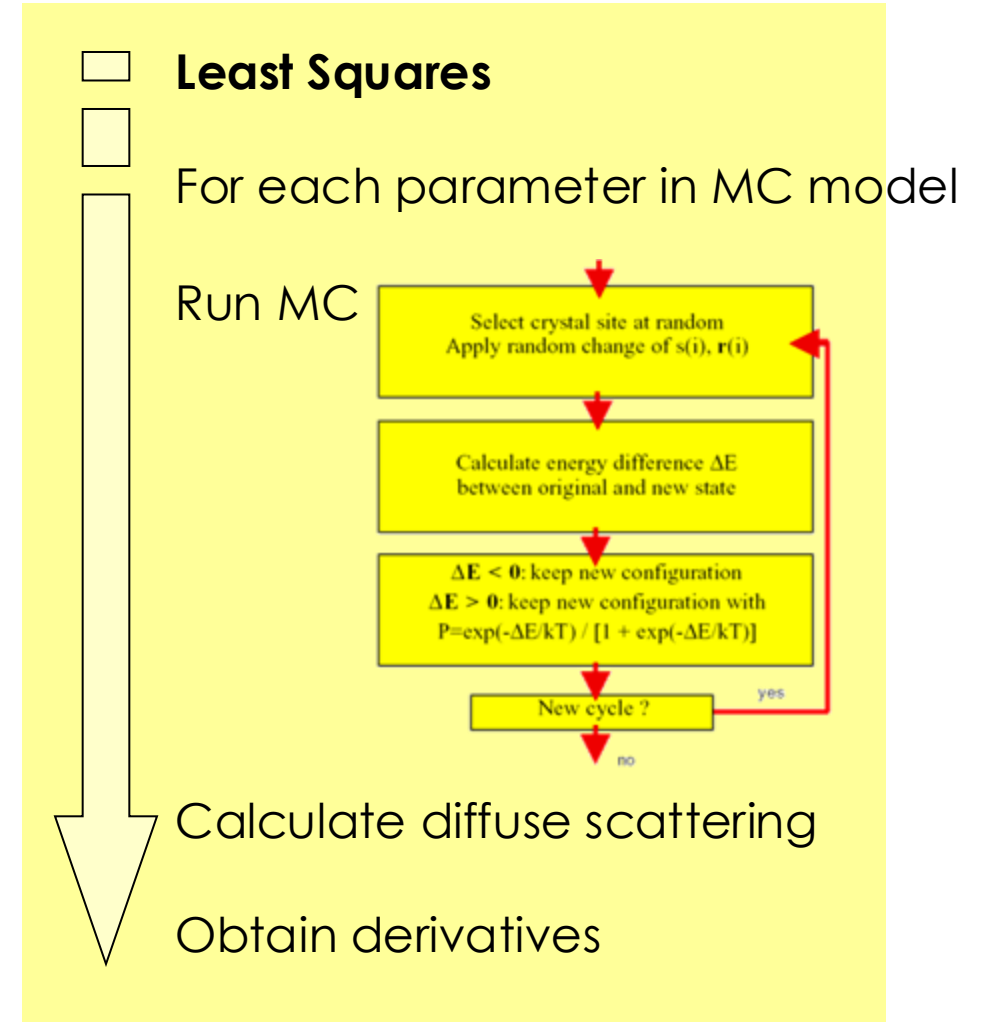 Least Squares
For each parameter in MC model
Run MC
Select crystal site at random
Apply random change of s(i), r(i)
Calculate energy difference ΔE
between original and new state
ΔE < 0: keep new configuration
ΔE > 0: keep new configuration with
P=exp(-ΔE/kT) / [1 + exp(-ΔE/kT)]
New cycle ?
yes
no
Calculate diffuse scattering
Obtain derivatives